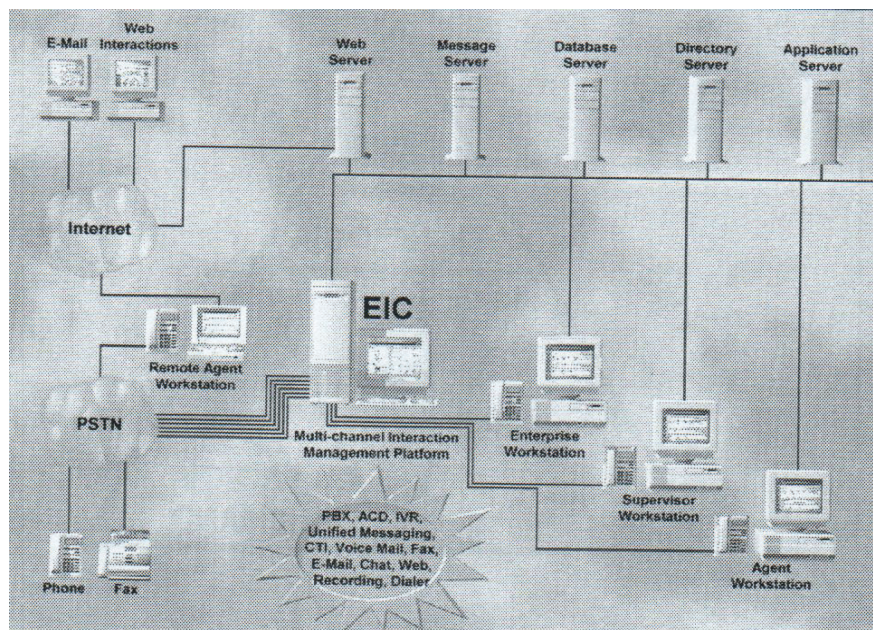 E-Mail
Web
Interactions
Web
Server
Message
Server
Database
Server
Directory
Server
Application
Server
Internet
EIC
Remote Agent
Workstation
PSTN
Multi-channel Interaction
Management Platform
Enterprise
Workstation
Supervisor
Workstation
Agent
Workstation
PBX, ACD, IVR,
Unified Messaging,
CTI, Voice Mail, Fax,
E-Mail, Chat, Web,
Recording, Dialer
Phone
Fax